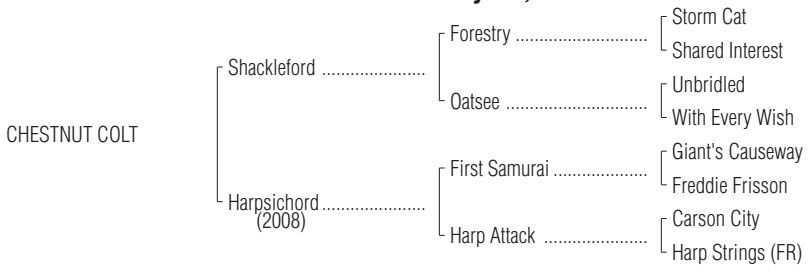 Storm Cat
Forestry ............................
Shared Interest
Shackleford ......................
Unbridled
Oatsee ..............................
With Every Wish
CHESTNUT COLT
Giant's Causeway
First Samurai ....................
Freddie Frisson
Harpsichord .......................
(2008)
Carson City
Harp Attack ......................
Harp Strings (FR)